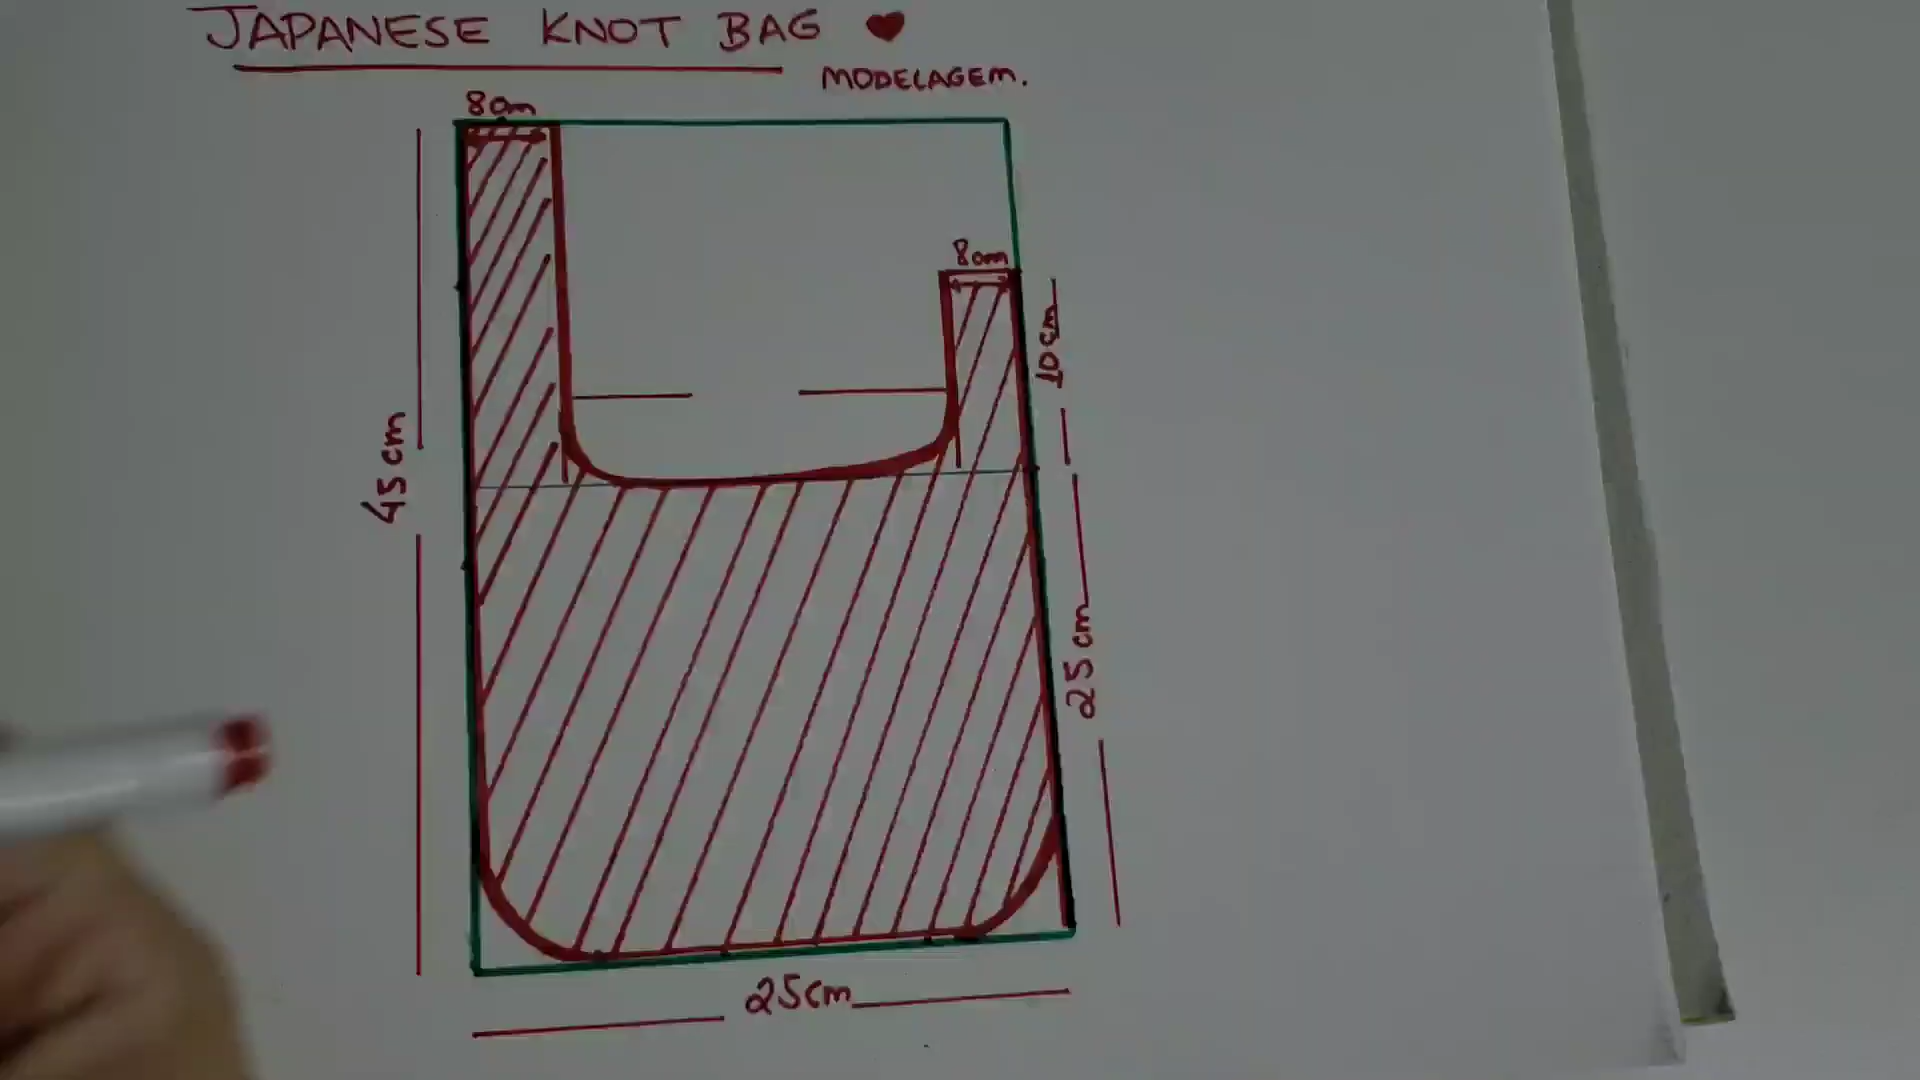 JAPANESE KNOT BAG ♥
MODELAGEM.
8cm
8cm
10cm
45cm
25cm
25cm